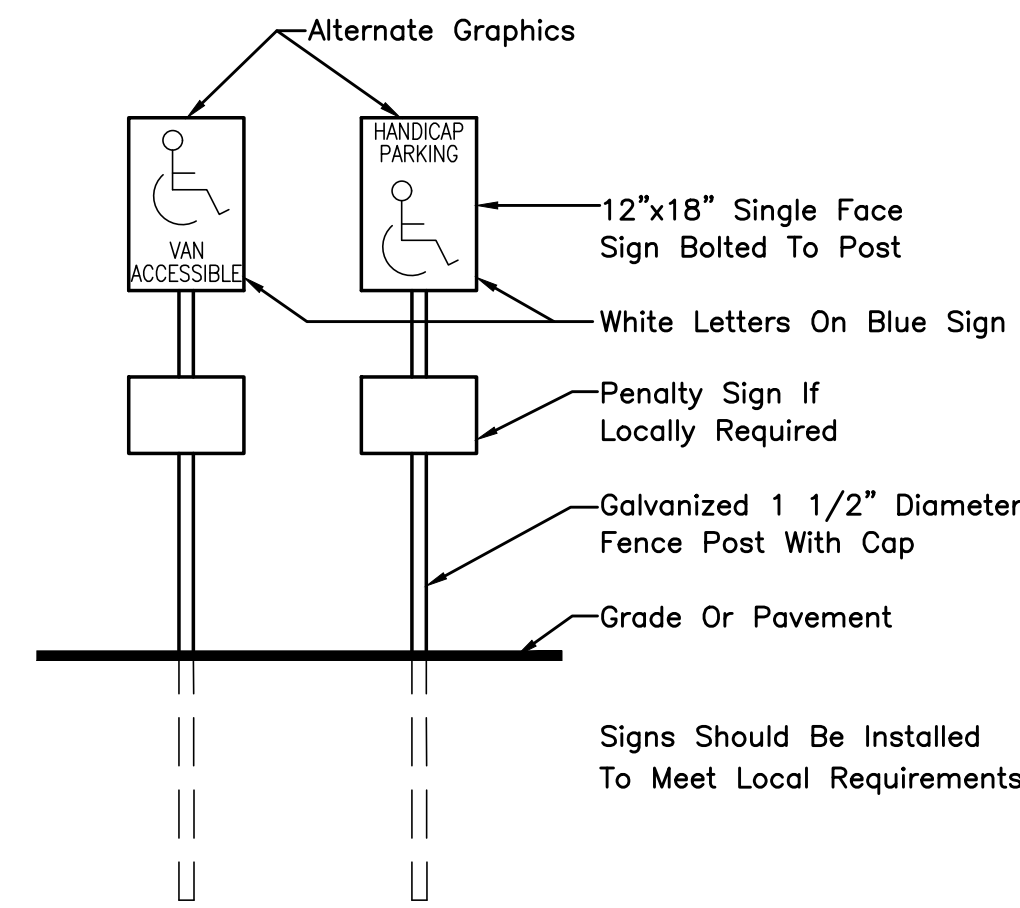 Alternate Graphics
HANDICAP
PARKING
VAN
ACCESSIBLE
12”x18” Single Face
Sign Bolted To Post
White Letters On Blue Sign
Penalty Sign If
Locally Required
Galvanized 1 1/2” Diameter
Fence Post With Cap
Grade Or Pavement
Signs Should Be Installed
To Meet Local Requirements